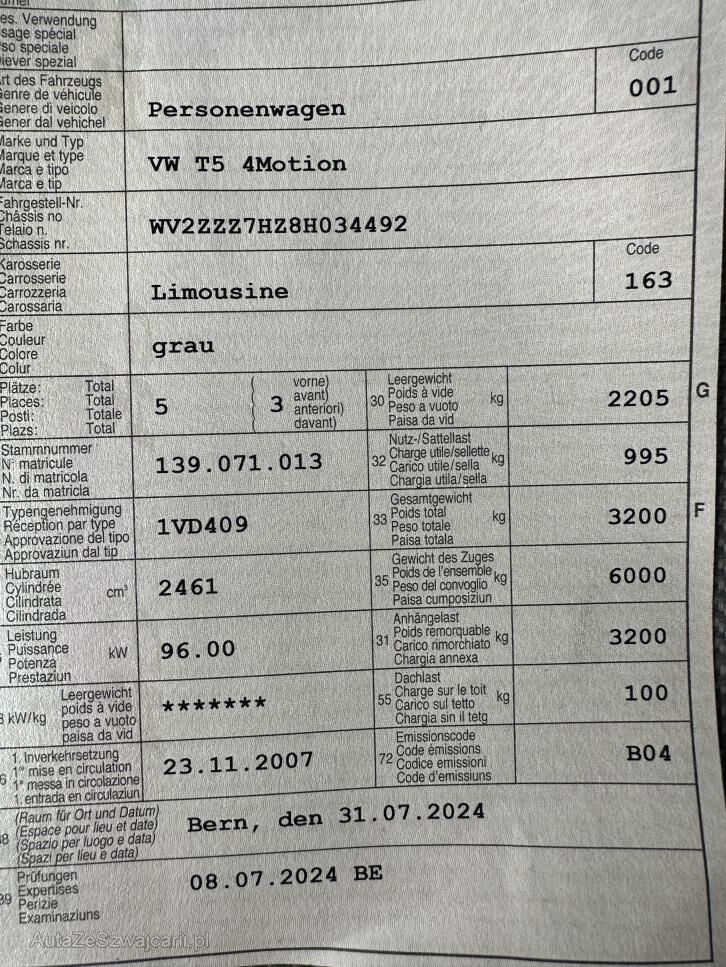 es. Verwendung
sage spécial
so speciale
iever spezial
Code
rt des Fahrzeugs
enre de véhicule
enere di veicolo
ener dal vehichel
Personenwagen
001
Marke und Typ
Marque et type
Marca e tipo
Marca e tip
VW T5 4Motion
Fahrgestell-Nr.
Châssis no
Telaio n.
Schassis nr.
WV2ZZZ7HZ8H034492
Karosserie
Carrosserie
Carrozzeria
Carossaria
Limousine
Code
163
Farbe
Couleur
Colore
Colur
grau
Plätze: Total
Places: Total
Posti: Totale
Plazs: Total
5
3
vorne)
avant)
anteriori)
davant)
30
Leergewicht
Poids à vide
Peso a vuoto
Paisa da vid
kg
2205
G
Stammnummer
N° matricule
N. di matricola
Nr. da matricla
139.071.013
32
Nutz-/Sattellast
Charge utile/sellette
Carico utile/sella
Chargia utila/sella
kg
995
Typengenehmigung
Réception par type
Approvazione del tipo
Approvaziun dal tip
1VD409
33
Gesamtgewicht
Poids total
Peso totale
Paisa totala
kg
3200
F
Hubraum
Cylindrée
Cilindrata
Cilindrada
cm³
2461
35
Gewicht des Zuges
Poids de l'ensemble
Peso del convoglio
Paisa cumposiziun
kg
6000
Leistung
Puissance
Potenza
Prestaziun
kW
96.00
31
Anhängelast
Poids remorquable
Carico rimorchiato
Chargia annexa
kg
3200
kW/kg
Leergewicht
poids à vide
peso a vuoto
paisa da vid
*******
55
Dachlast
Charge sur le toit
Carico sul tetto
Chargia sin il tetg
kg
100
6
1. Inverkehrsetzung
1re mise en circulation
1a messa in circolazione
1. entrada en circulaziun
23.11.2007
72
Emissionscode
Code émissions
Codice emissioni
Code d'emissiuns
B04
8
(Raum für Ort und Datum)
(Espace pour lieu et date)
(Spazio per luogo e data)
(Spazi per lieu e data)
Bern, den 31.07.2024
39
Prüfungen
Expertises
Perizie
Examinaziuns
08.07.2024 BE
AutaZeSzwajcarii.pl